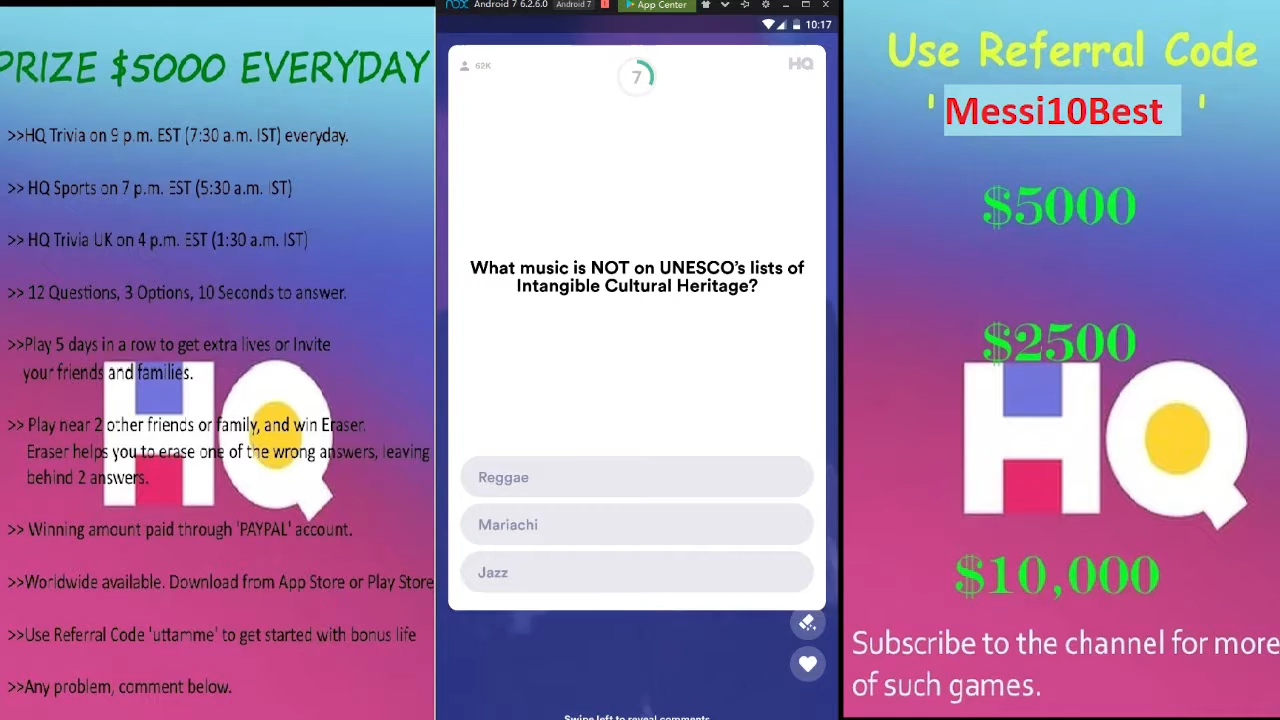 nox Android 7 6.2.6.0 Android 7 App Center
10:17
PRIZE $5000 EVERYDAY
>>HQ Trivia on 9 p.m. EST (7:30 a.m. IST) everyday.
>> HQ Sports on 7 p.m. EST (5:30 a.m. IST)
>> HQ Trivia UK on 4 p.m. EST (1:30 a.m. IST)
>> 12 Questions, 3 Options, 10 Seconds to answer.
>>Play 5 days in a row to get extra lives or Invite
your friends and families.
>> Play near 2 other friends or family, and win Eraser.
Eraser helps you to erase one of the wrong answers, leaving
behind 2 answers.
>> Winning amount paid through 'PAYPAL' account.
>>Worldwide available. Download from App Store or Play Store
>>Use Referral Code 'uttamme' to get started with bonus life
>>Any problem, comment below.
HQ
62K
7
HQ
What music is NOT on UNESCO's lists of
Intangible Cultural Heritage?
Reggae
Mariachi
Jazz
Swipe left to reveal comments
Use Referral Code
' Messi10Best '
$5000
$2500
HQ
$10,000
Subscribe to the channel for more
of such games.